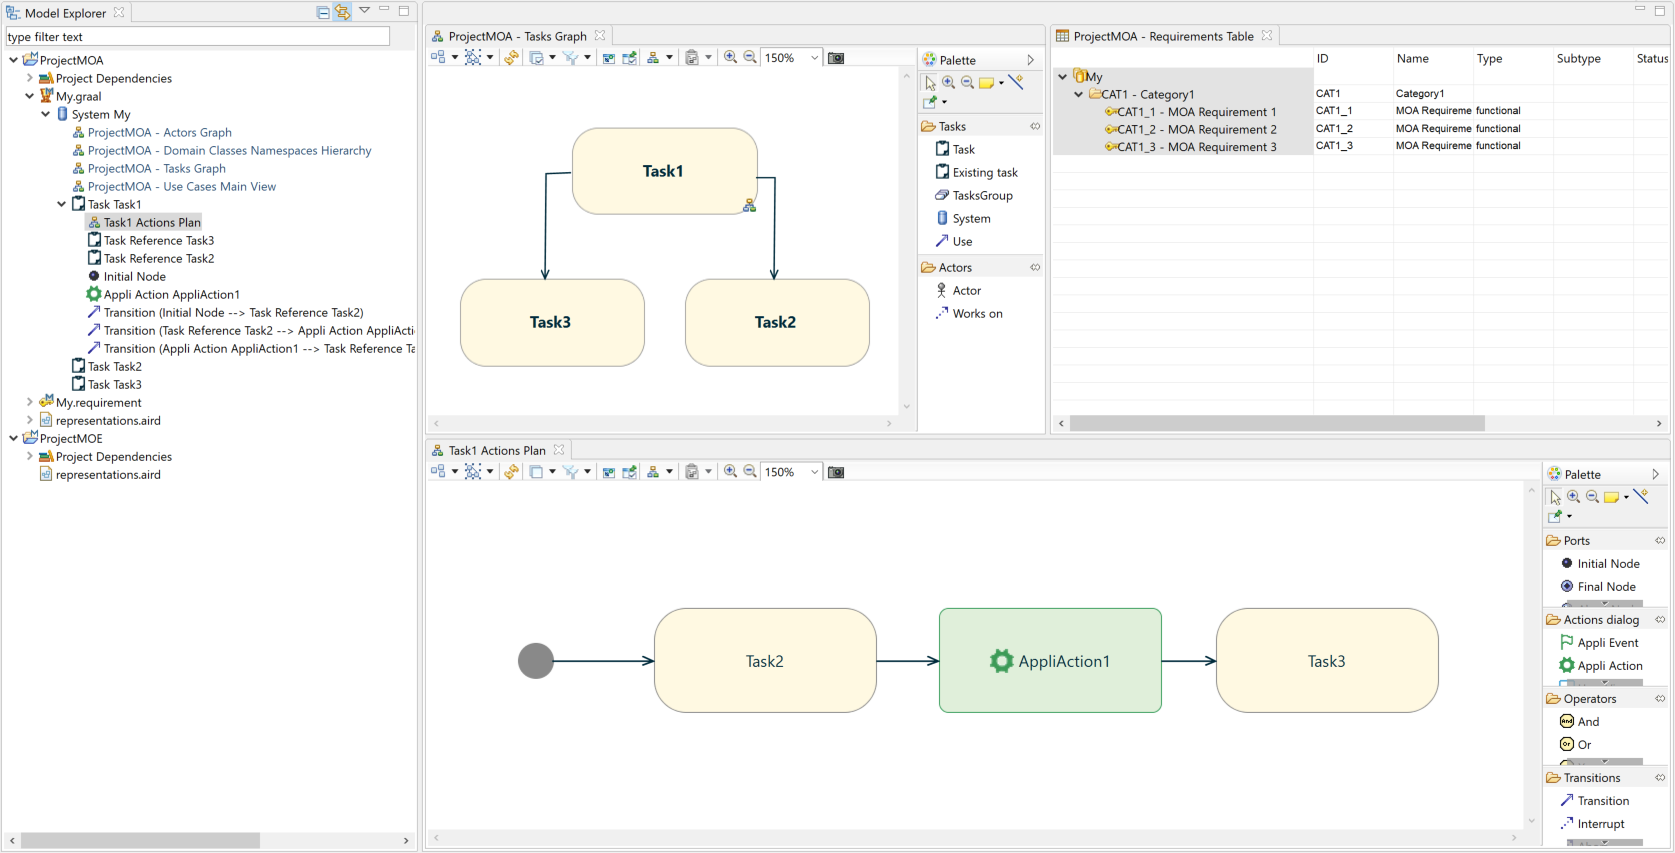 Model Explorer
type filter text
ProjectMOA
Project Dependencies
My.graal
System My
ProjectMOA - Actors Graph
ProjectMOA - Domain Classes Namespaces Hierarchy
ProjectMOA - Tasks Graph
ProjectMOA - Use Cases Main View
Task Task1
Task1 Actions Plan
Task Reference Task3
Task Reference Task2
Initial Node
Appli Action AppliAction1
Transition (Initial Node --> Task Reference Task2)
Transition (Task Reference Task2 --> Appli Action AppliActi
Transition (Appli Action AppliAction1 --> Task Reference Ta
Task Task2
Task Task3
My.requirement
representations.aird
ProjectMOE
Project Dependencies
representations.aird
ProjectMOA - Tasks Graph
150%
Task1
Task3
Task2
Palette
Tasks
Task
Existing task
TasksGroup
System
Use
Actors
Actor
Works on
ProjectMOA - Requirements Table
ID Name Type Subtype Status
My
CAT1 - Category1 CAT1 Category1
CAT1_1 - MOA Requirement 1 CAT1_1 MOA Requireme functional
CAT1_2 - MOA Requirement 2 CAT1_2 MOA Requireme functional
CAT1_3 - MOA Requirement 3 CAT1_3 MOA Requireme functional
Task1 Actions Plan
150%
Task2
AppliAction1
Task3
Palette
Ports
Initial Node
Final Node
Actions dialog
Appli Event
Appli Action
Operators
And
And
Or
Or
Transitions
Transition
Interrupt